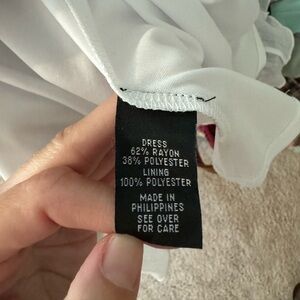 DRESS
62% RAYON
38% POLYESTER
LINING
100% POLYESTER
MADE IN
PHILIPPINES
SEE OVER
FOR CARE